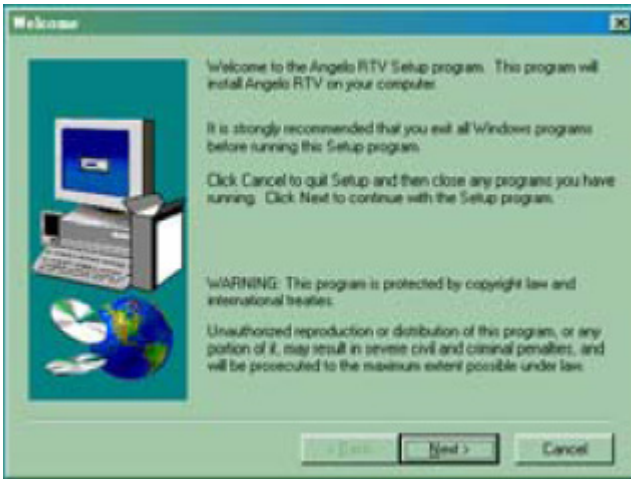 Welcome
Welcome to the Angelo RTV Setup program. This program will
install Angelo RTV on your computer.
It is strongly recommended that you exit all Windows programs
before running this Setup program.
Click Cancel to quit Setup and then close any programs you have
running. Click Next to continue with the Setup program.
WARNING: This program is protected by copyright law and
international treaties.
Unauthorized reproduction or distribution of this program, or any
portion of it, may result in severe civil and criminal penalties, and
will be prosecuted to the maximum extent possible under law.
< Back Next > Cancel